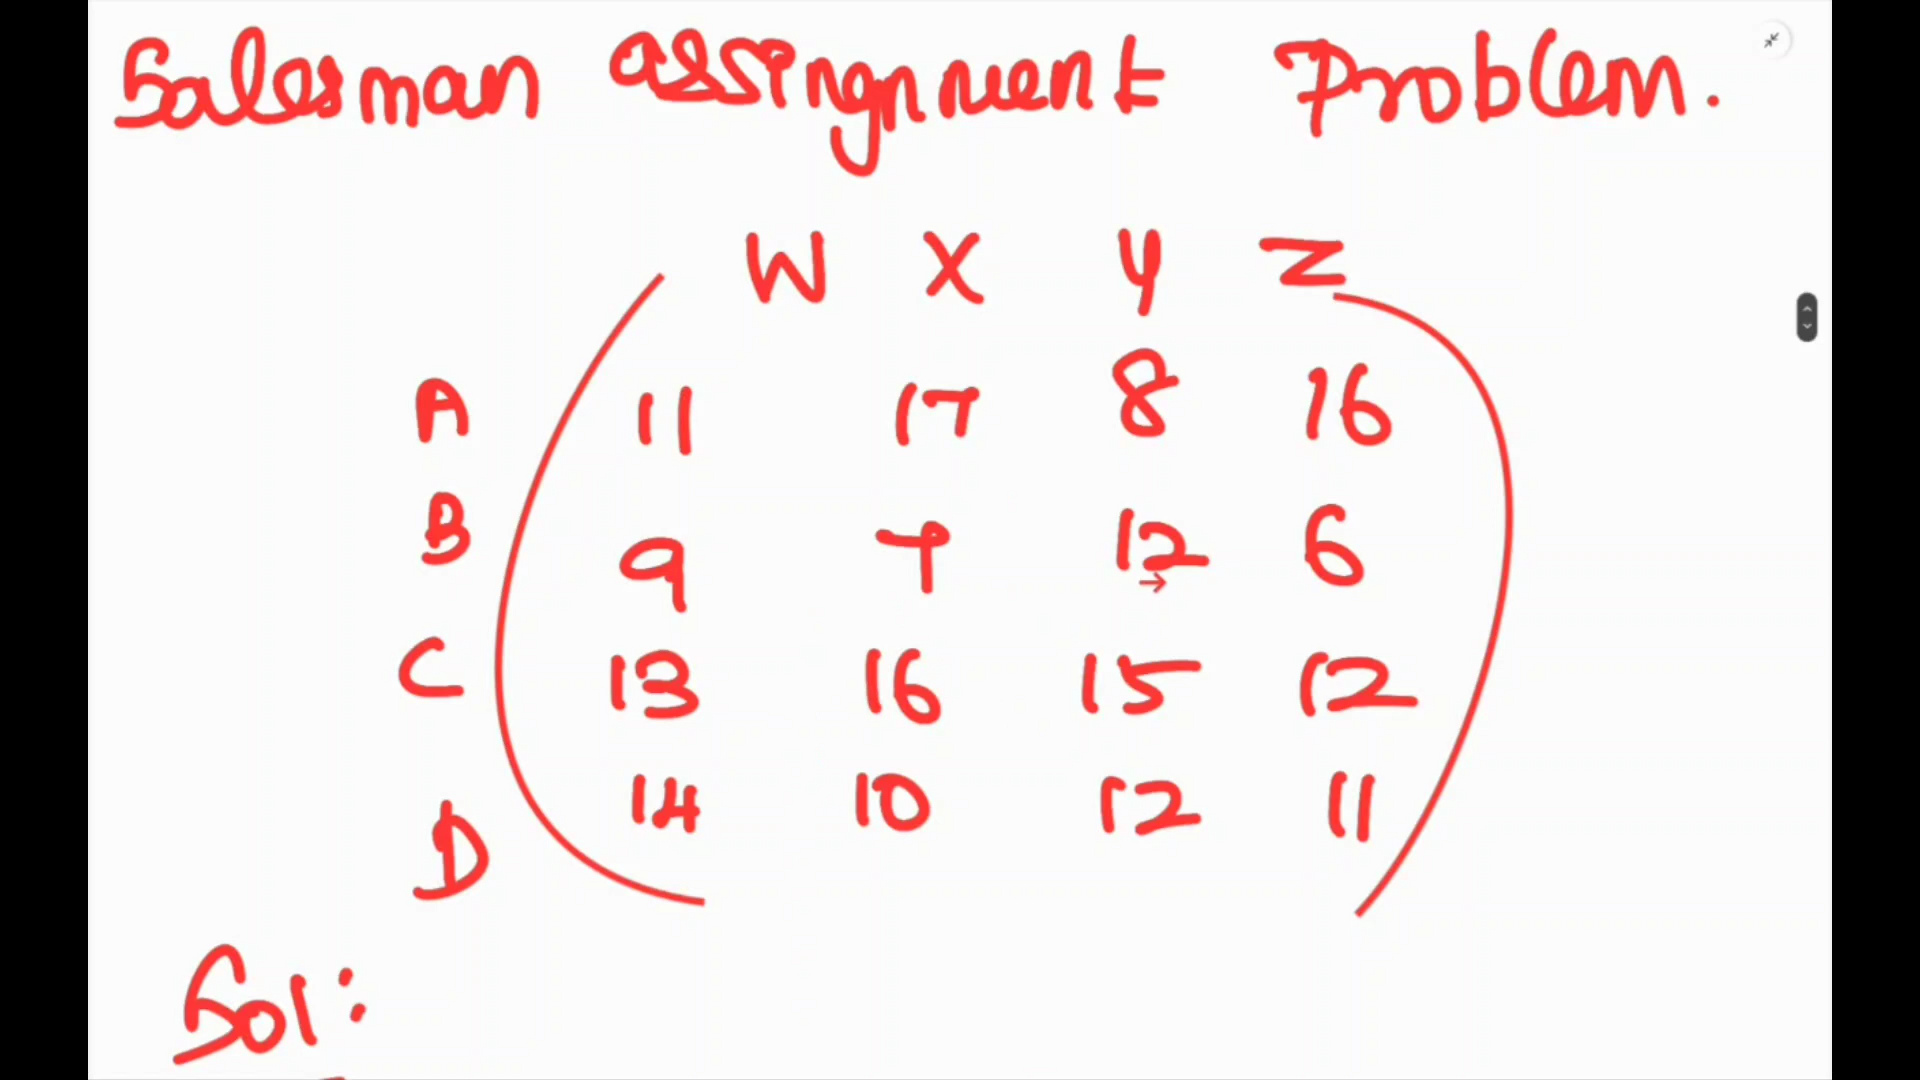 Salesman assingnment Problem.
W X Y Z
A 11 17 8 16
B 9 7 12 6
C 13 16 15 12
D 14 10 12 11
Sol: